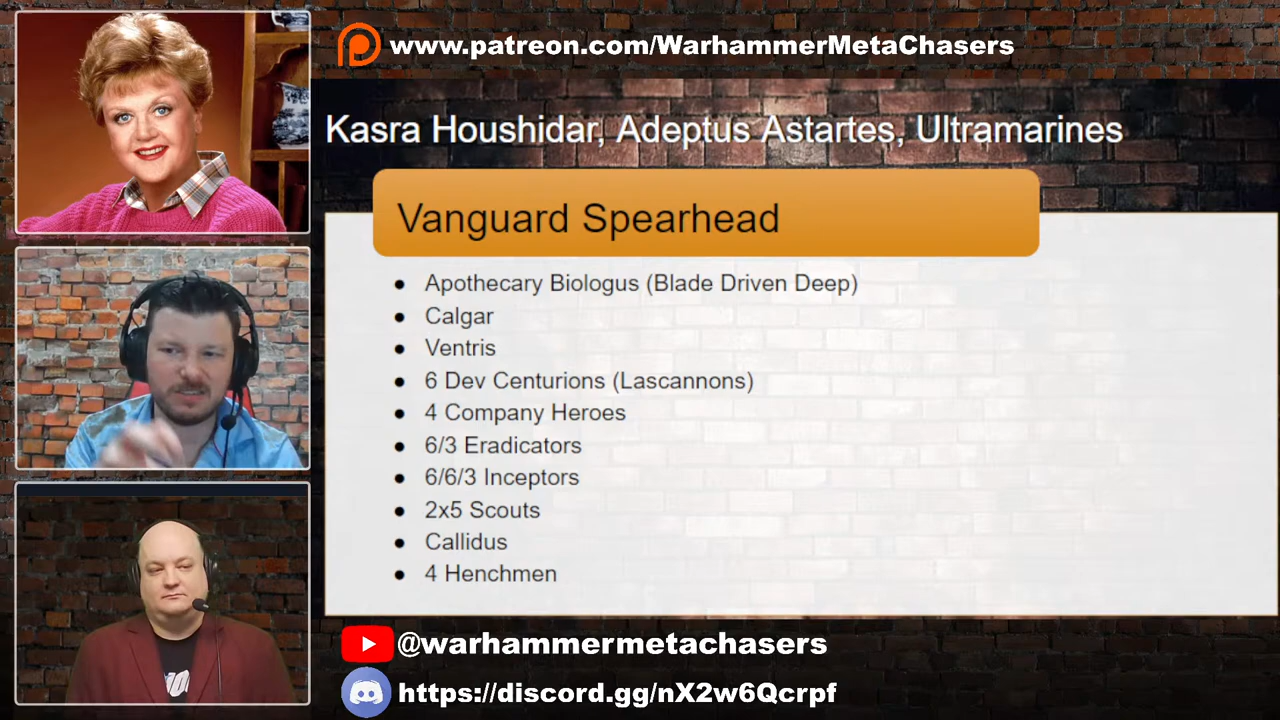 www.patreon.com/WarhammerMetaChasers
Kasra Houshidar, Adeptus Astartes, Ultramarines
Vanguard Spearhead
• Apothecary Biologus (Blade Driven Deep)
• Calgar
• Ventris
• 6 Dev Centurions (Lascannons)
• 4 Company Heroes
• 6/3 Eradicators
• 6/6/3 Inceptors
• 2x5 Scouts
• Callidus
• 4 Henchmen
@warhammermetachasers
https://discord.gg/nX2w6Qcrpf